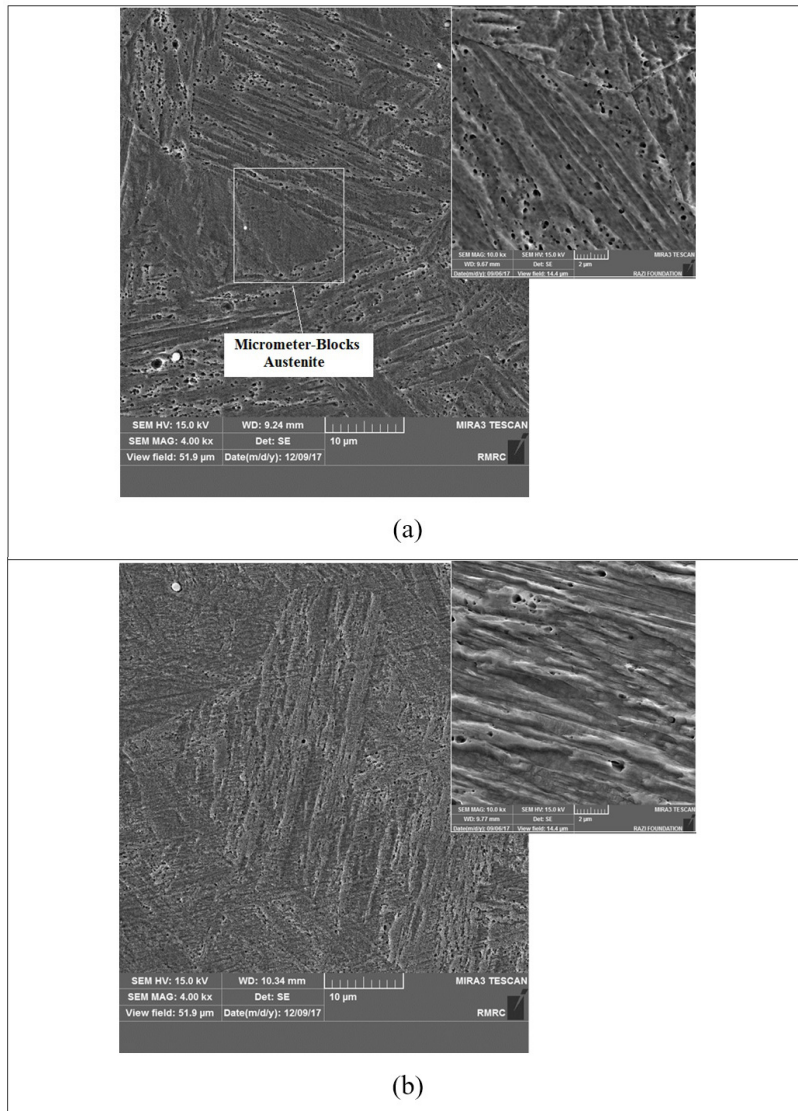 SEM MAG: 10.0 kx SEM HV: 15.0 kV MIRA3 TESCAN
WD: 9.67 mm Det: SE 2 µm
Date(m/d/y): 09/06/17 View field: 14.4 µm RAZI FOUNDATION
Micrometer-Blocks
Austenite
SEM HV: 15.0 kV WD: 9.24 mm MIRA3 TESCAN
SEM MAG: 4.00 kx Det: SE 10 µm
View field: 51.9 µm Date(m/d/y): 12/09/17 RMRC
(a)
SEM MAG: 10.0 kx SEM HV: 15.0 kV MIRA3 TESCAN
WD: 9.77 mm Det: SE 2 µm
Date(m/d/y): 09/06/17 View field: 14.4 µm RAZI FOUNDATION
SEM HV: 15.0 kV WD: 10.34 mm MIRA3 TESCAN
SEM MAG: 4.00 kx Det: SE 10 µm
View field: 51.9 µm Date(m/d/y): 12/09/17 RMRC
(b)